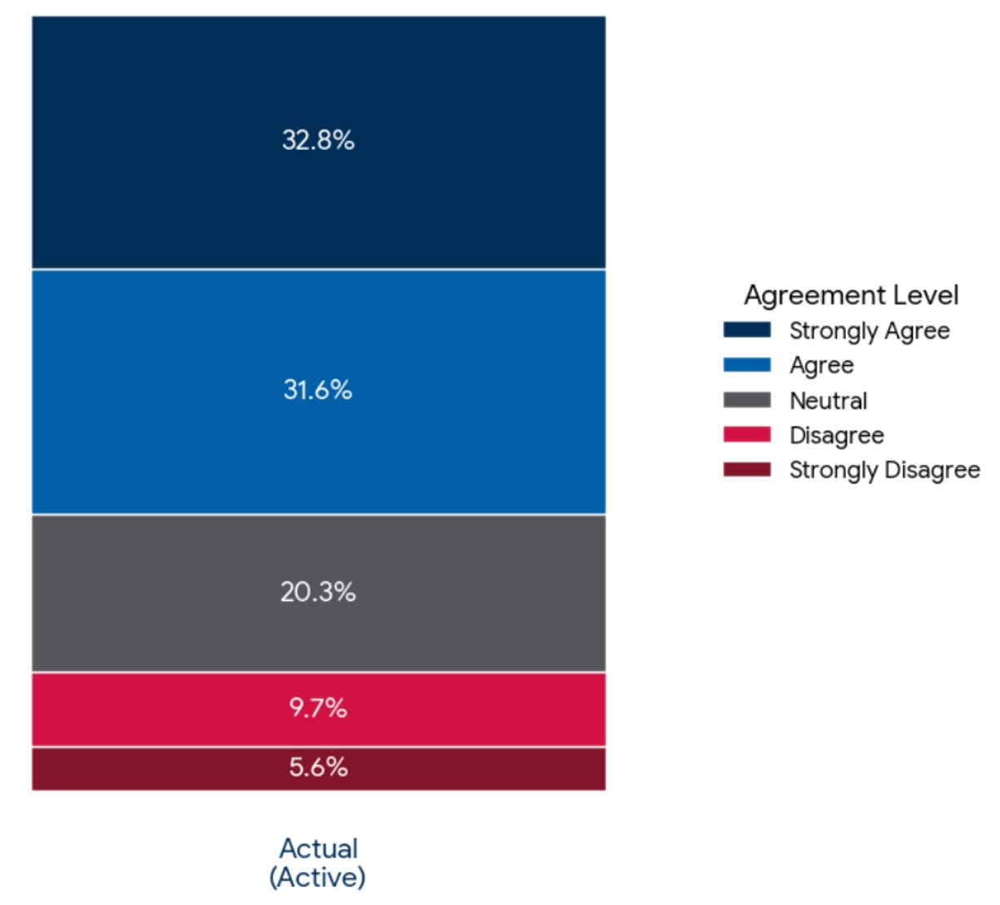 32.8%
31.6%
20.3%
9.7%
5.6%
Actual
(Active)
Agreement Level
Strongly Agree
Agree
Neutral
Disagree
Strongly Disagree